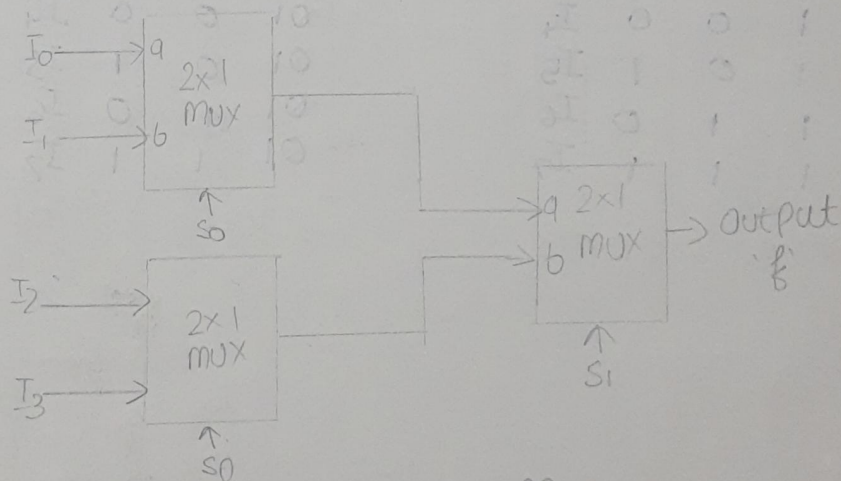 I0 a
2x1
MUX
I1 b
S0
I2
2x1
MUX
I3
S0
a 2x1
MUX
b
S1
output
'f'